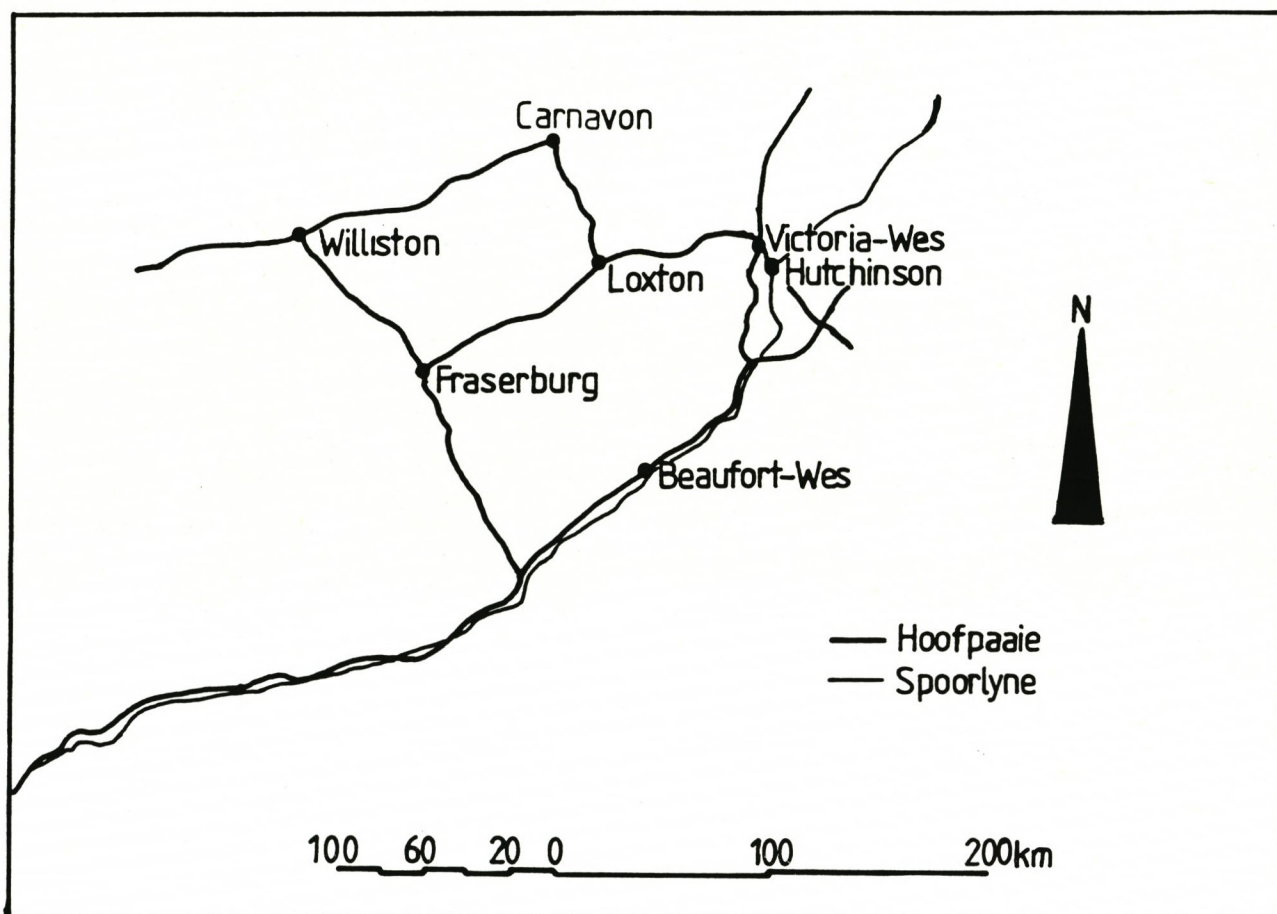 Carnavon
Williston
Victoria-Wes
Hutchinson
Loxton
N
Fraserburg
Beaufort-Wes
Hoofpaaie
Spoorlyne
100 60 20 0 100 200km